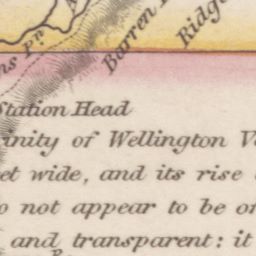 Barren
Ridge
Pn
Station Head
inity of Wellington V
et wide, and its rise
o not appear to be of
and transparent: it